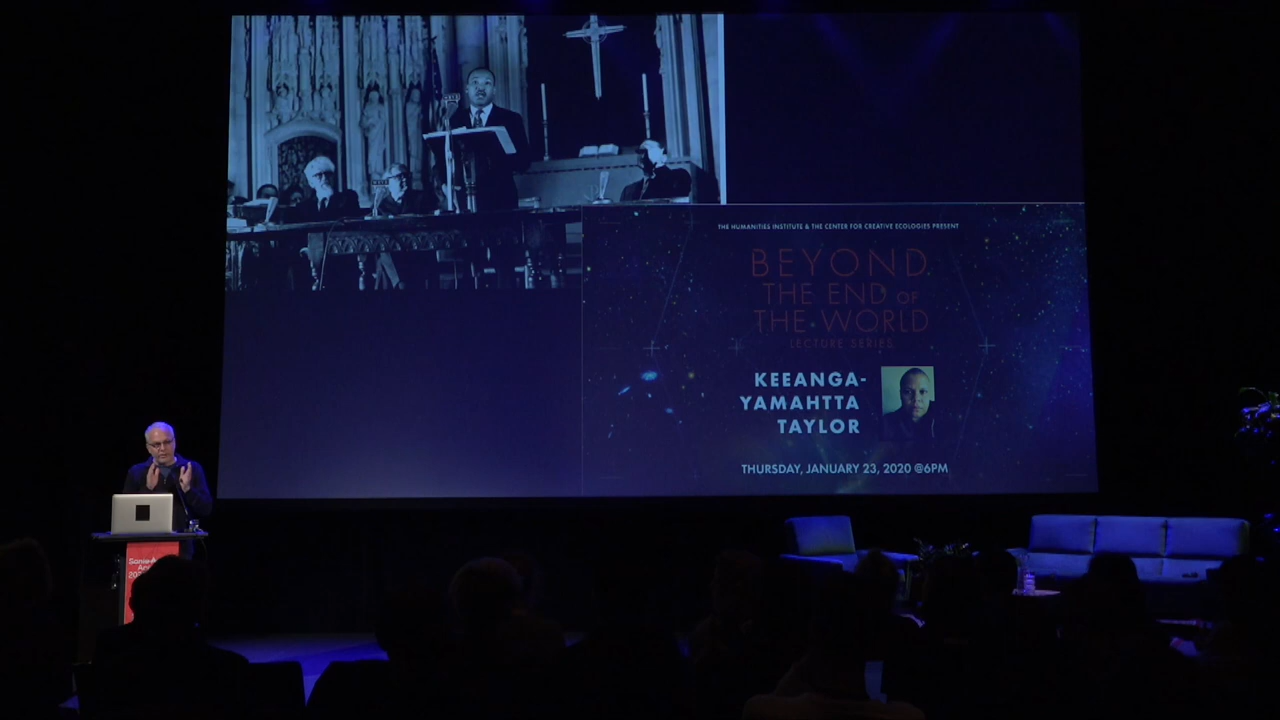 THE HUMANITIES INSTITUTE & THE CENTER FOR CREATIVE ECOLOGIES PRESENT
BEYOND
THE END OF
THE WORLD
LECTURE SERIES
KEEANGA-
YAMAHTTA
TAYLOR
THURSDAY, JANUARY 23, 2020 @6PM